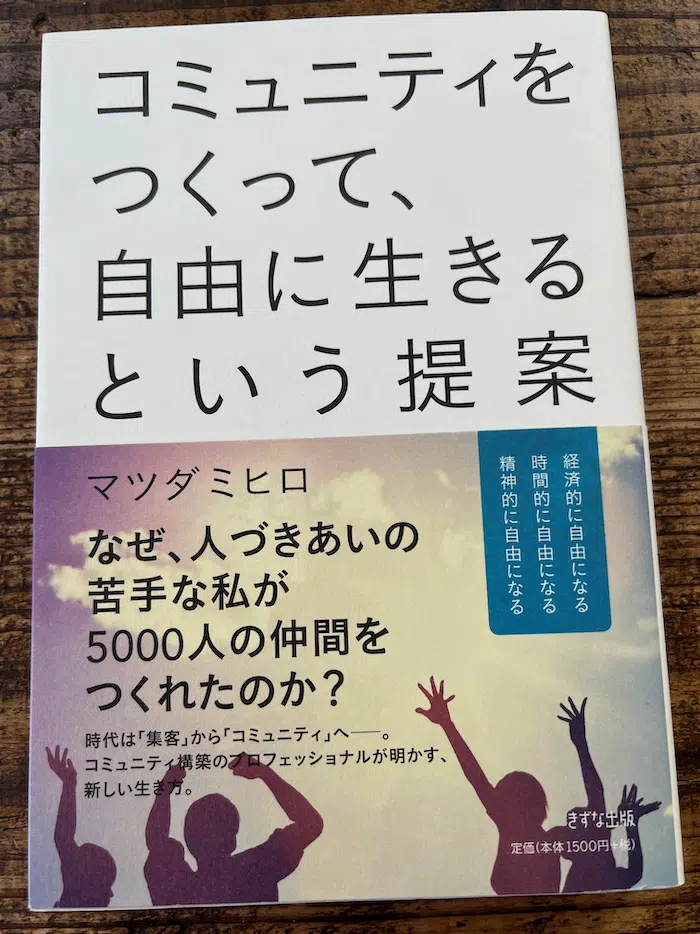 コミュニティを
つくって、
自由に生きる
という提案
マツダミヒロ
経済的に自由になる
時間的に自由になる
精神的に自由になる
なぜ、人づきあいの
苦手な私が
5000人の仲間を
つくれたのか？
時代は「集客」から「コミュニティ」へ——。
コミュニティ構築のプロフェッショナルが明かす、
新しい生き方。
きずな出版
定価(本体1500円+税)